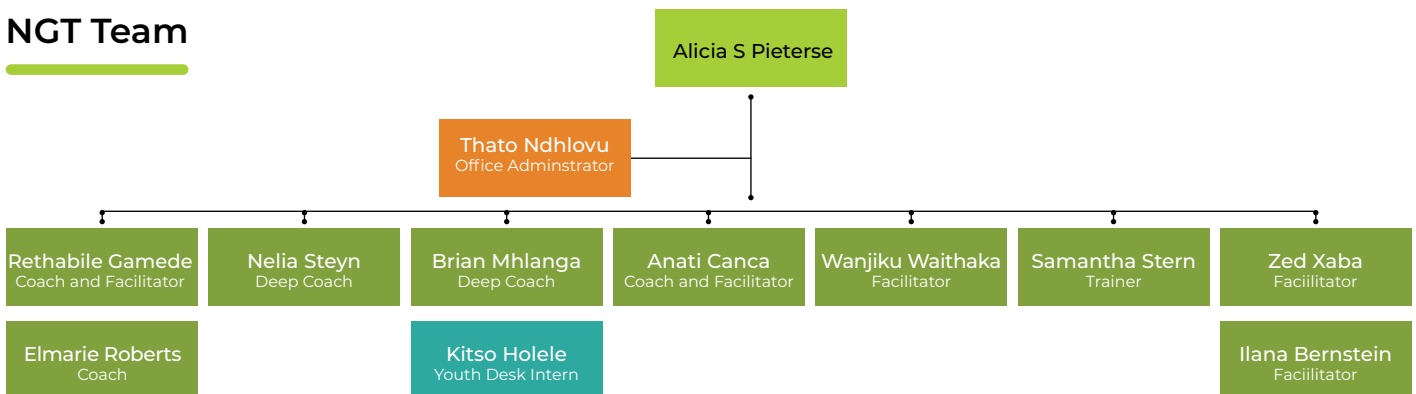 NGT Team
Alicia S Pieterse
Thato Ndhlovu
Office Adminstrator
Rethabile Gamede
Coach and Facilitator
Nelia Steyn
Deep Coach
Brian Mhlanga
Deep Coach
Anati Canca
Coach and Facilitator
Wanjiku Waithaka
Facilitator
Samantha Stern
Trainer
Zed Xaba
Faciilitator
Elmarie Roberts
Coach
Kitso Holele
Youth Desk Intern
Ilana Bernstein
Faciilitator